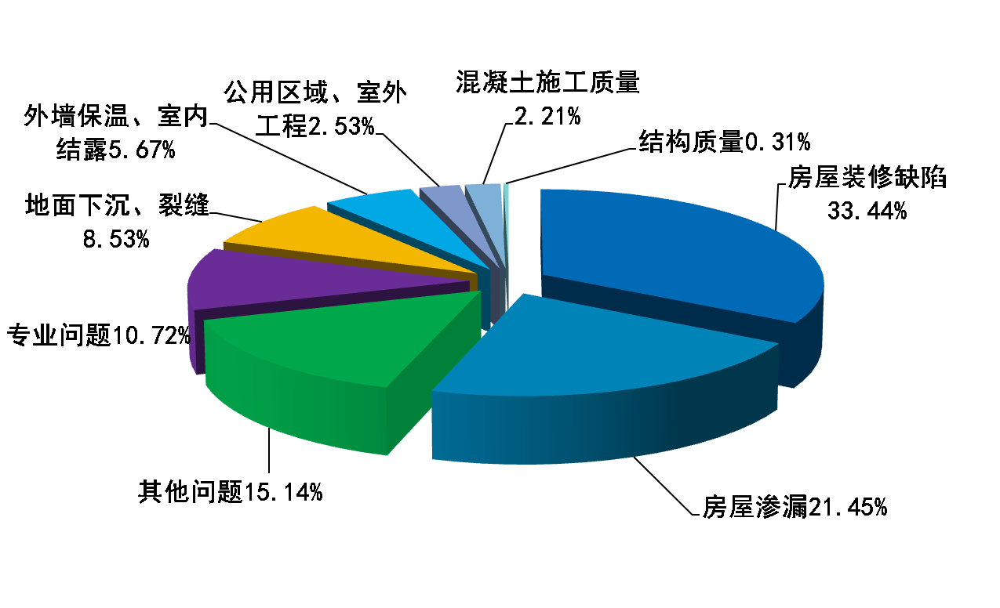 混凝土施工质量
2.21%
公用区域、室外
工程2.53%
外墙保温、室内
结露5.67%
结构质量0.31%
房屋装修缺陷
33.44%
地面下沉、裂缝
8.53%
专业问题10.72%
其他问题15.14%
房屋渗漏21.45%